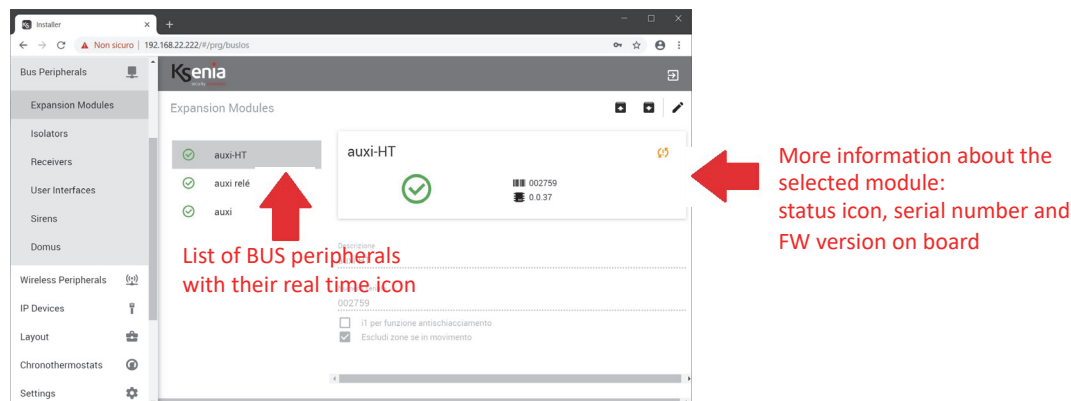 Installer
Non sicuro | 192.168.22.222/#/prg/buslos
Bus Peripherals
Expansion Modules
Isolators
Receivers
User Interfaces
Sirens
Domus
Wireless Peripherals
IP Devices
Layout
Chronothermostats
Settings
Ksenia
Expansion Modules
auxi-HT
auxi relé
auxi
auxi-HT
002759
0.0.37
List of BUS peripherals
with their real time icon
Descrizione
002759
i1 per funzione antischiacciamento
Escludi zone se in movimento
More information about the
selected module:
status icon, serial number and
FW version on board